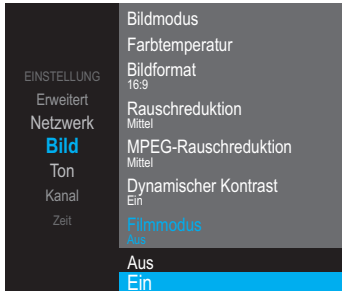 EINSTELLUNG
Erweitert
Netzwerk
Bild
Ton
Kanal
Zeit
Bildmodus
Farbtemperatur
Bildformat
16:9
Rauschreduktion
Mittel
MPEG-Rauschreduktion
Mittel
Dynamischer Kontrast
Ein
Filmmodus
Aus
Aus
Ein